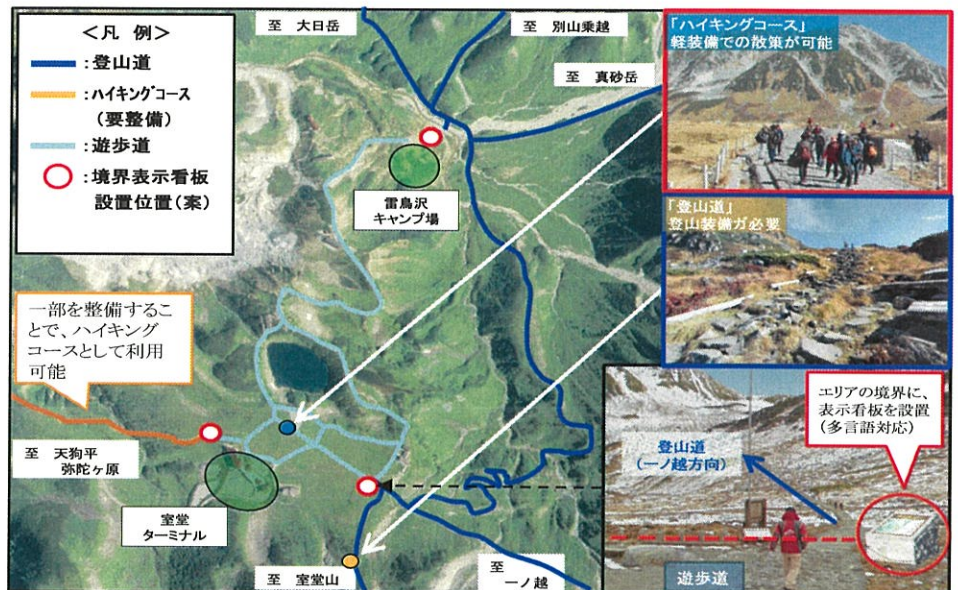 <凡 例>
:登山道
:ハイキングコース
(要整備)
:遊歩道
:境界表示看板
設置位置(案)
至 大日岳
至 別山乗越
至 真砂岳
雷鳥沢
キャンプ場
「ハイキングコース」
軽装備での散策が可能
「登山道」
登山装備が必要
一部を整備するこ
とで、ハイキング
コースとして利用
可能
至 天狗平
弥陀ヶ原
室堂
ターミナル
至 室堂山
至
一ノ越
エリアの境界に、
表示看板を設置
(多言語対応)
登山道
(一ノ越方向)
遊歩道